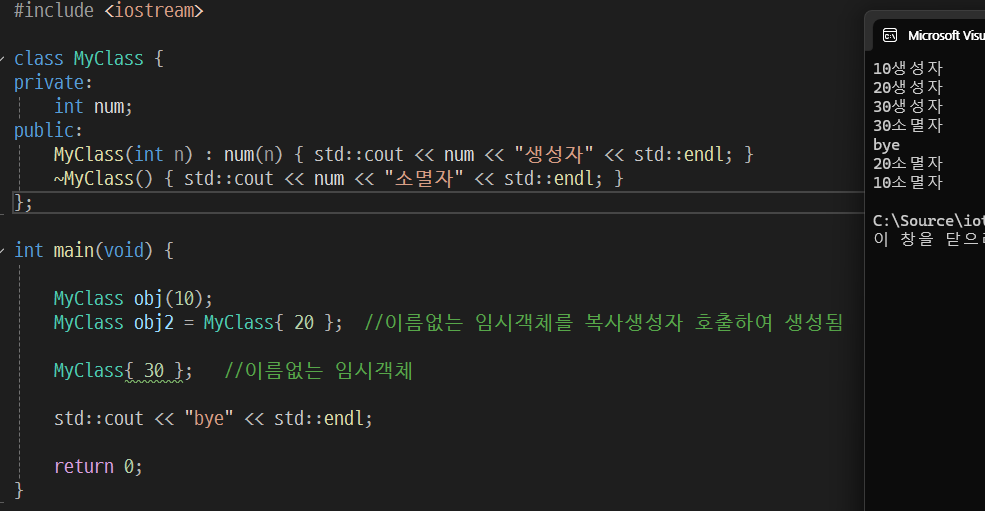 #include <iostream>
class MyClass {
private:
int num;
public:
MyClass(int n) : num(n) { std::cout << num << "생성자" << std::endl; }
~MyClass() { std::cout << num << "소멸자" << std::endl; }
};
int main(void) {
MyClass obj(10);
MyClass obj2 = MyClass{ 20 }; //이름없는 임시객체를 복사생성자 호출하여 생성됨
MyClass{ 30 }; //이름없는 임시객체
std::cout << "bye" << std::endl;
return 0;
}
Microsoft Visu
10생성자
20생성자
30생성자
30소멸자
bye
20소멸자
10소멸자
C:\Source\iot
이 창을 닫으